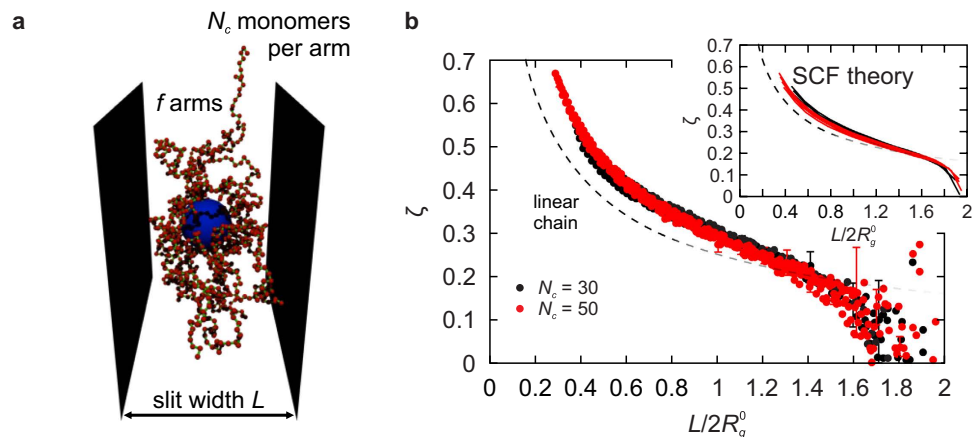 a
N_c monomers
per arm
f arms
slit width L
b
0.7
0.6
0.5
0.4
0.3
0.2
0.1
0
ζ
linear
chain
N_c = 30
N_c = 50
0 0.2 0.4 0.6 0.8 1 1.2 1.4 1.6 1.8 2
L/2R_g^0
SCF theory
0.7
0.6
0.5
0.4
0.3
0.2
0.1
0
ζ
0 0.4 0.8 1.2 1.6 2
L/2R_g^0